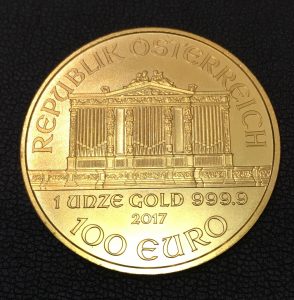 REPUBLIK ÖSTERREICH
1 UNZE GOLD 999.9
2017
100 EURO